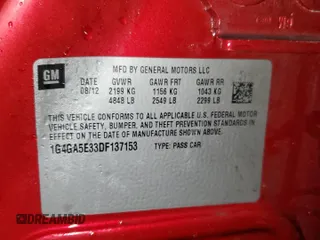 GM
MFD BY GENERAL MOTORS LLC
DATE GVWR GAWR FRT GAWR RR
08/12 2199 KG 1156 KG 1043 KG
4848 LB 2549 LB 2299 LB
THIS VEHICLE CONFORMS TO ALL APPLICABLE U.S. FEDERAL MOTOR
VEHICLE SAFETY, BUMPER, AND THEFT PREVENTION STANDARDS IN EFFECT
ON THE DATE OF MANUFACTURE SHOWN ABOVE.
1G4GA5E33DF137153 TYPE: PASS CAR
DREAMBID